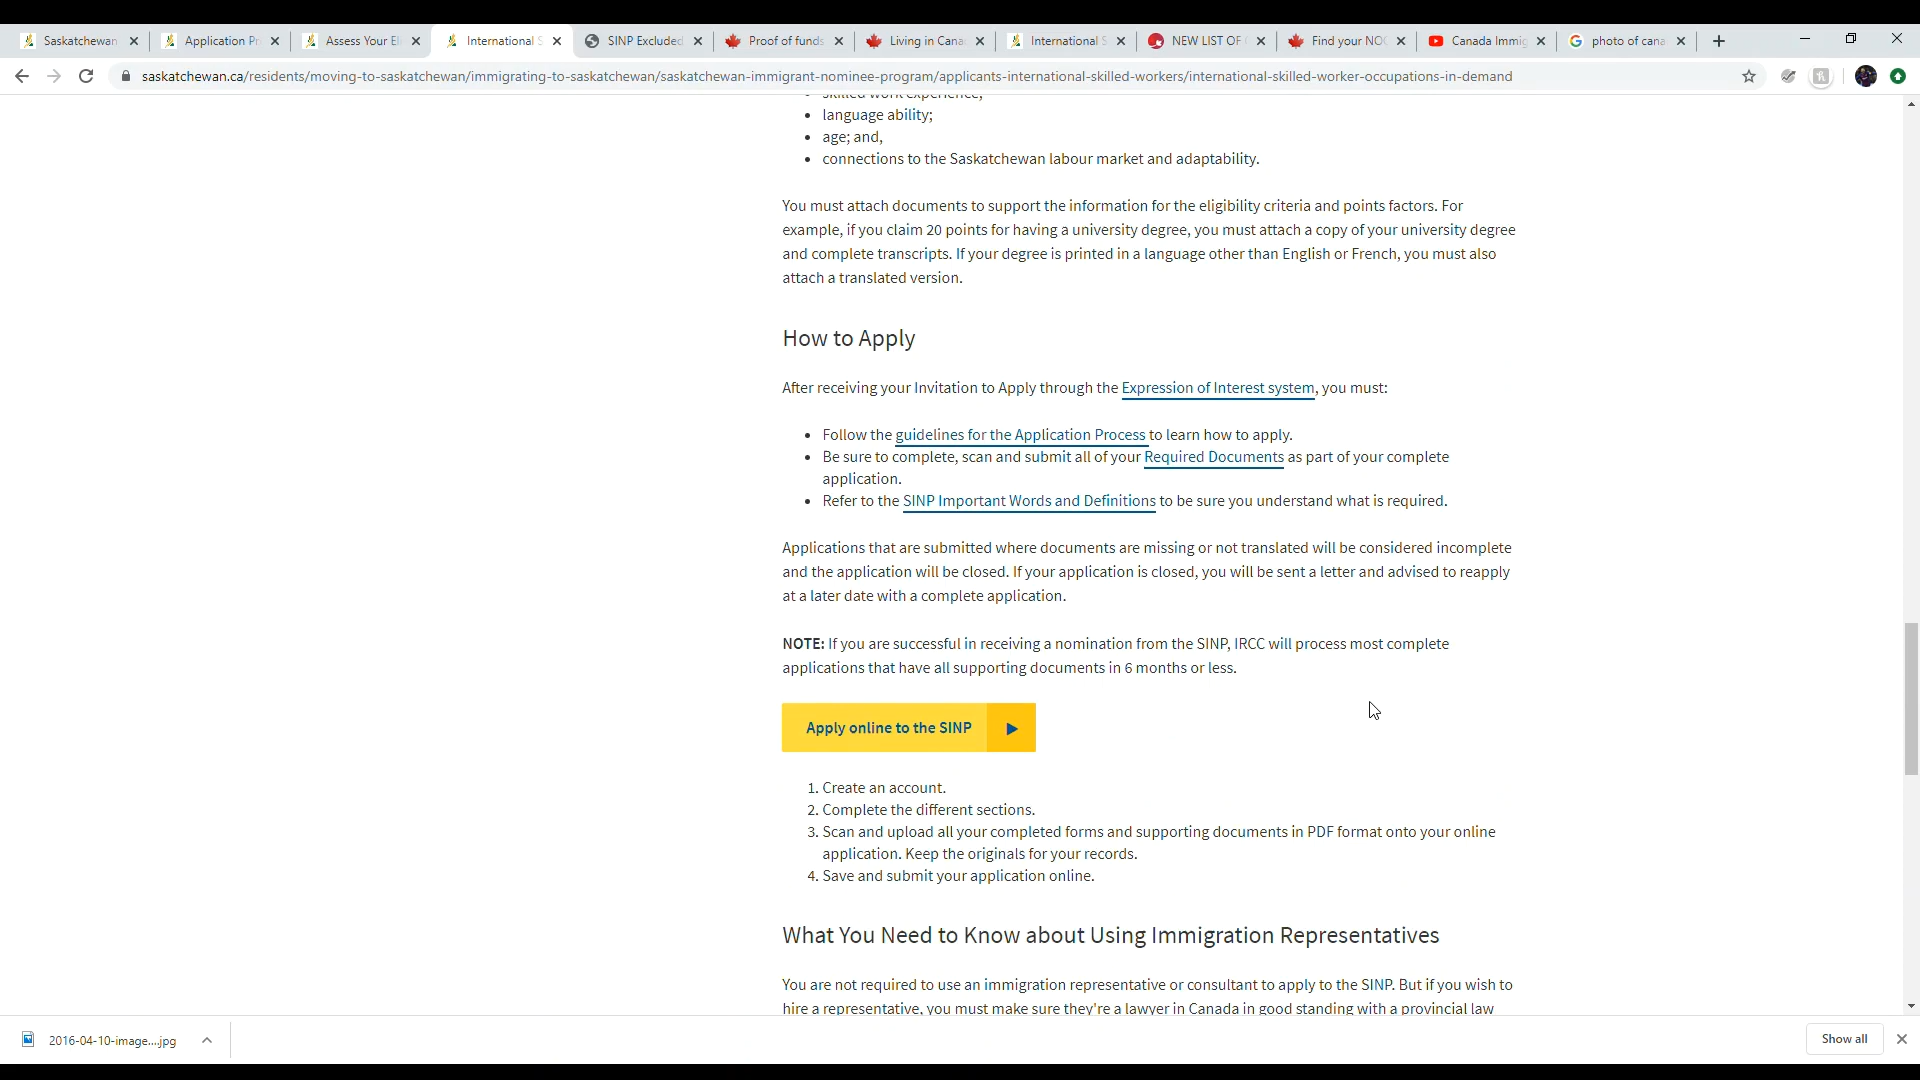 Saskatchewan
Application Pr
Assess Your El
International S
SINP Excluded
Proof of funds
Living in Cana
International S
NEW LIST OF
Find your NOC
Canada Immig
photo of cana
saskatchewan.ca/residents/moving-to-saskatchewan/immigrating-to-saskatchewan/saskatchewan-immigrant-nominee-program/applicants-international-skilled-workers/international-skilled-worker-occupations-in-demand
skilled work experience;
language ability;
age; and,
connections to the Saskatchewan labour market and adaptability.
You must attach documents to support the information for the eligibility criteria and points factors. For
example, if you claim 20 points for having a university degree, you must attach a copy of your university degree
and complete transcripts. If your degree is printed in a language other than English or French, you must also
attach a translated version.
How to Apply
After receiving your Invitation to Apply through the Expression of Interest system, you must:
Follow the guidelines for the Application Process to learn how to apply.
Be sure to complete, scan and submit all of your Required Documents as part of your complete
application.
Refer to the SINP Important Words and Definitions to be sure you understand what is required.
Applications that are submitted where documents are missing or not translated will be considered incomplete
and the application will be closed. If your application is closed, you will be sent a letter and advised to reapply
at a later date with a complete application.
NOTE: If you are successful in receiving a nomination from the SINP, IRCC will process most complete
applications that have all supporting documents in 6 months or less.
Apply online to the SINP
1. Create an account.
2. Complete the different sections.
3. Scan and upload all your completed forms and supporting documents in PDF format onto your online
application. Keep the originals for your records.
4. Save and submit your application online.
What You Need to Know about Using Immigration Representatives
You are not required to use an immigration representative or consultant to apply to the SINP. But if you wish to
hire a representative, you must make sure they're a lawyer in Canada in good standing with a provincial law
2016-04-10-image....jpg
Show all